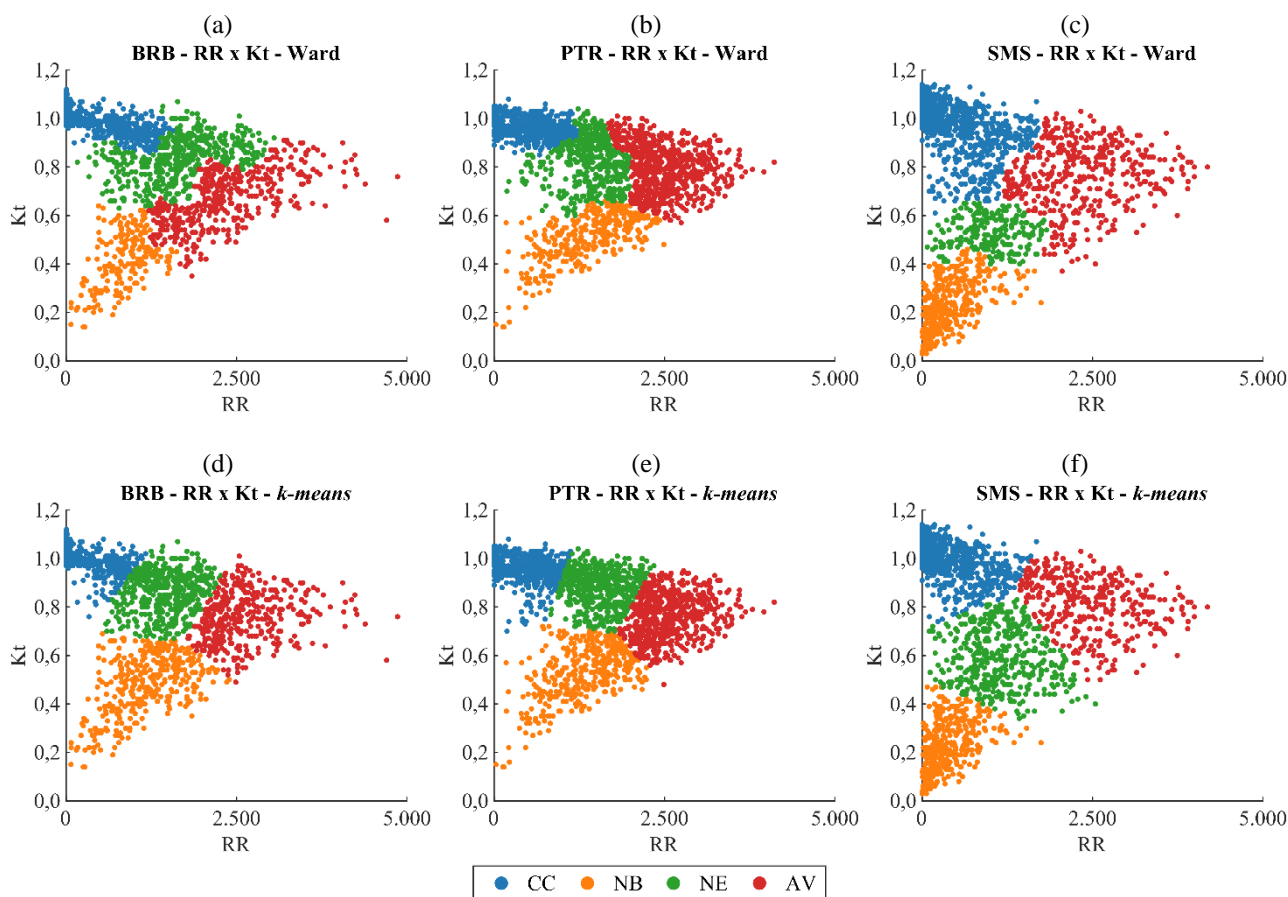 (a)
BRB - RR x Kt - Ward
1,2
1,0
0,8
0,6
0,4
0,2
0,0
Kt
0
2.500
5.000
RR
(b)
PTR - RR x Kt - Ward
1,2
1,0
0,8
0,6
0,4
0,2
0,0
Kt
0
2.500
5.000
RR
(c)
SMS - RR x Kt - Ward
1,2
1,0
0,8
0,6
0,4
0,2
0,0
Kt
0
2.500
5.000
RR
(d)
BRB - RR x Kt - k-means
1,2
1,0
0,8
0,6
0,4
0,2
0,0
Kt
0
2.500
5.000
RR
(e)
PTR - RR x Kt - k-means
1,2
1,0
0,8
0,6
0,4
0,2
0,0
Kt
0
2.500
5.000
RR
(f)
SMS - RR x Kt - k-means
1,2
1,0
0,8
0,6
0,4
0,2
0,0
Kt
0
2.500
5.000
RR
CC NB NE AV